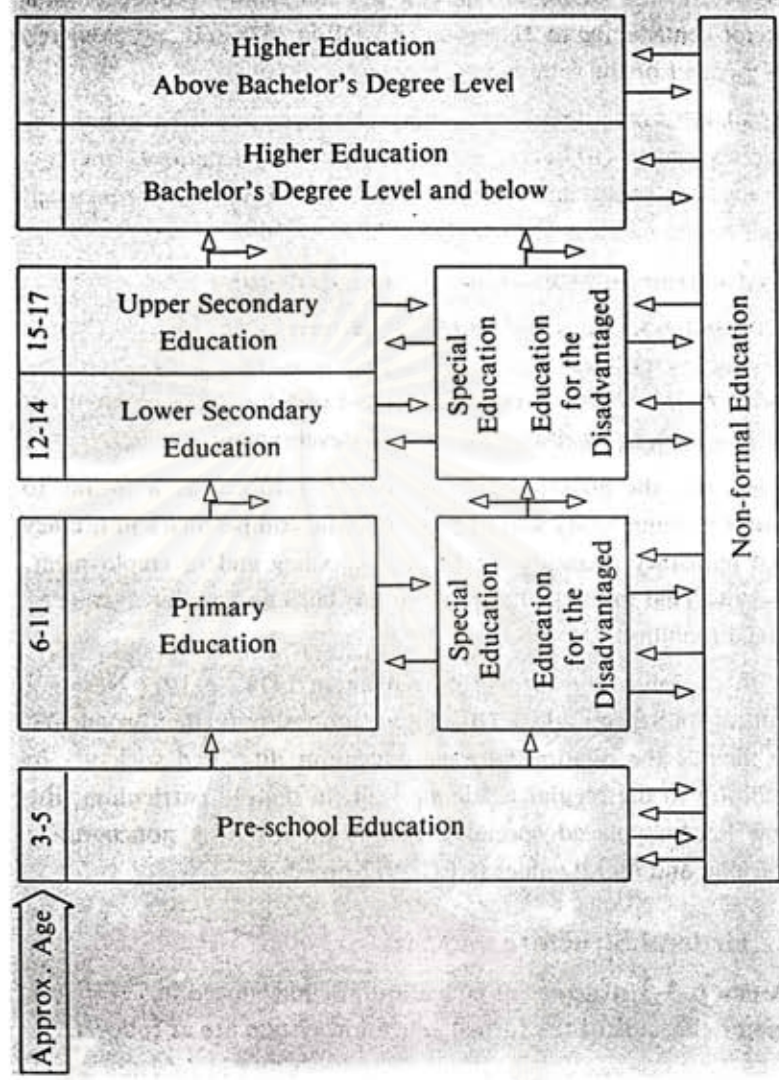 Higher Education
Above Bachelor's Degree Level
Higher Education
Bachelor's Degree Level and below
15-17
Upper Secondary
Education
12-14
Lower Secondary
Education
Special
Education
Education
for the
Disadvantaged
6-11
Primary
Education
Special
Education
Education
for the
Disadvantaged
3-5
Pre-school Education
Non-formal Education
Approx. Age